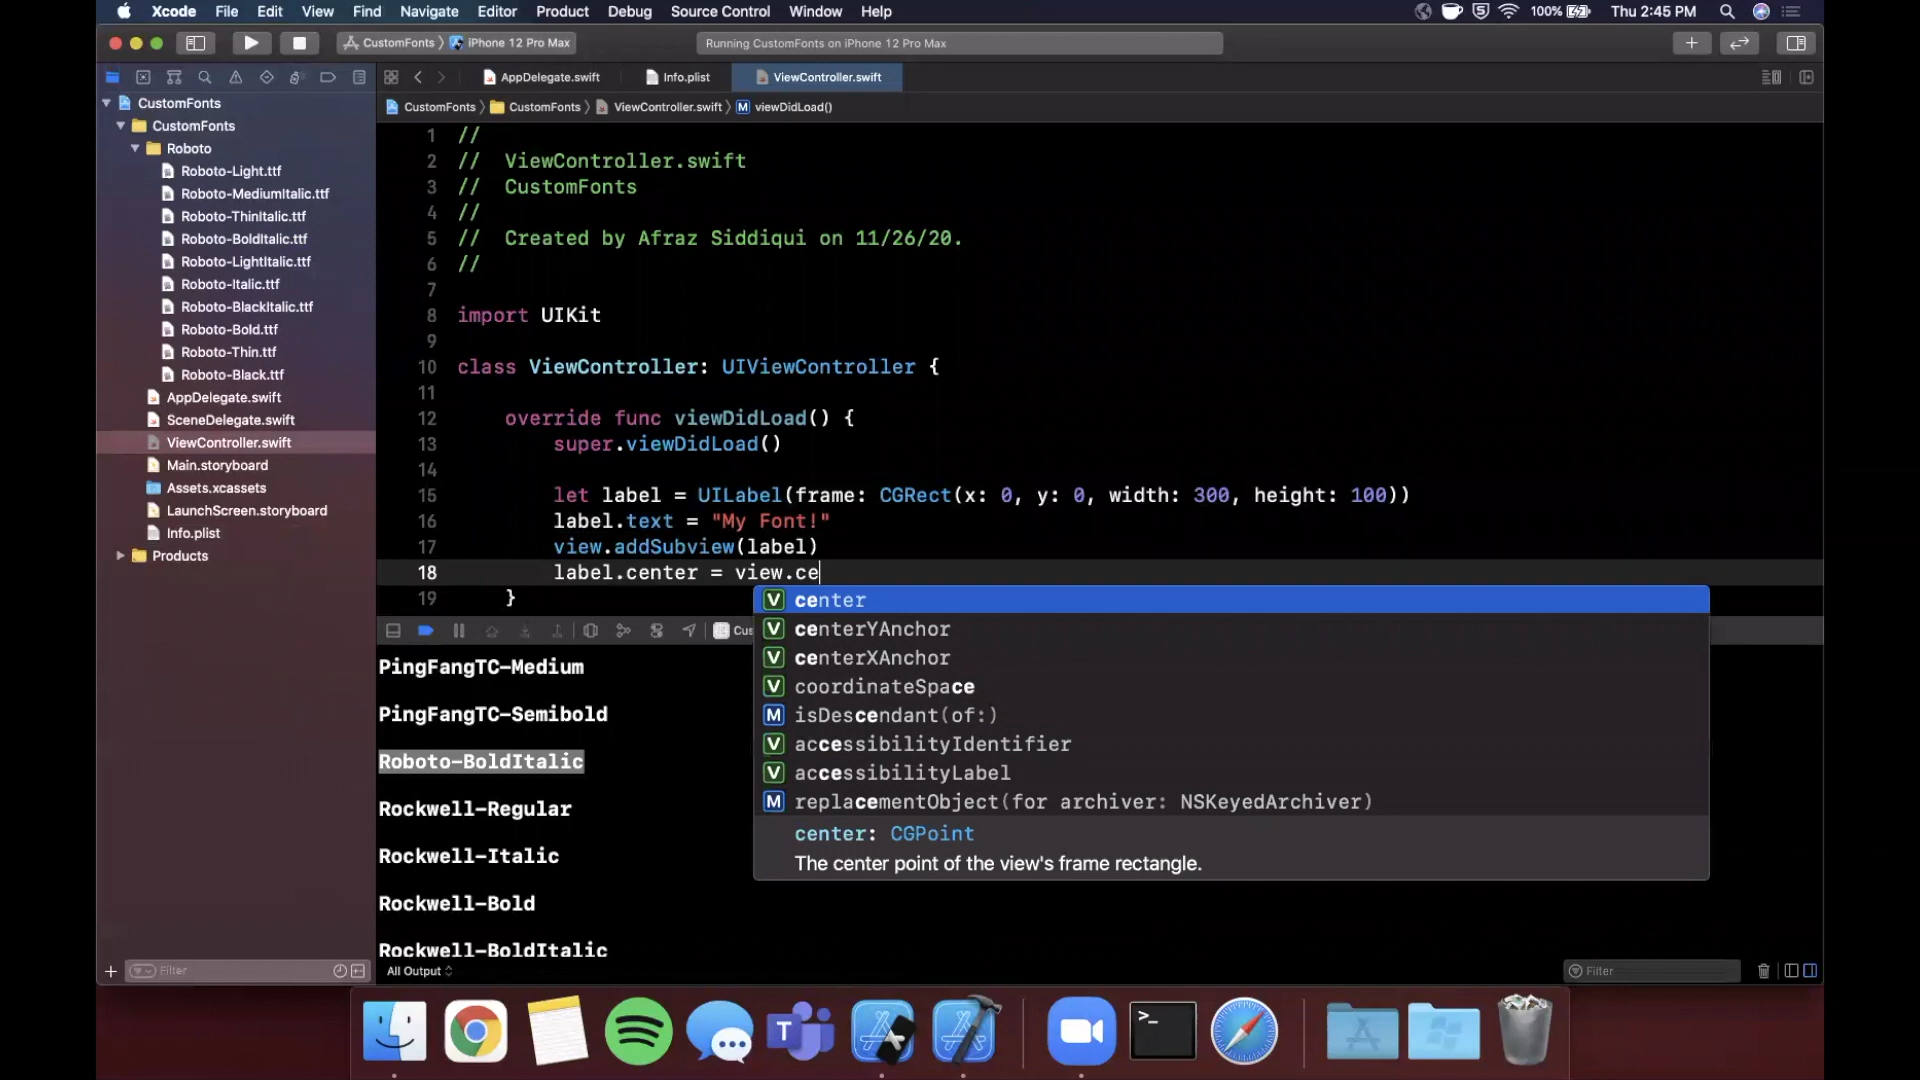 Xcode File Edit View Find Navigate Editor Product Debug Source Control Window Help
100% Thu 2:45 PM
CustomFonts iPhone 12 Pro Max
Running CustomFonts on iPhone 12 Pro Max
AppDelegate.swift Info.plist ViewController.swift
CustomFonts CustomFonts ViewController.swift M viewDidLoad()
CustomFonts
CustomFonts
Roboto
Roboto-Light.ttf
Roboto-MediumItalic.ttf
Roboto-ThinItalic.ttf
Roboto-BoldItalic.ttf
Roboto-LightItalic.ttf
Roboto-Italic.ttf
Roboto-BlackItalic.ttf
Roboto-Bold.ttf
Roboto-Thin.ttf
Roboto-Black.ttf
AppDelegate.swift
SceneDelegate.swift
ViewController.swift
Main.storyboard
Assets.xcassets
LaunchScreen.storyboard
Info.plist
Products
Filter
1 //
2 // ViewController.swift
3 // CustomFonts
4 //
5 // Created by Afraz Siddiqui on 11/26/20.
6 //
7
8 import UIKit
9
10 class ViewController: UIViewController {
11
12 override func viewDidLoad() {
13 super.viewDidLoad()
14
15 let label = UILabel(frame: CGRect(x: 0, y: 0, width: 300, height: 100))
16 label.text = "My Font!"
17 view.addSubview(label)
18 label.center = view.ce
19 }
V center
V centerYAnchor
V centerXAnchor
V coordinateSpace
M isDescendant(of:)
V accessibilityIdentifier
V accessibilityLabel
M replacementObject(for archiver: NSKeyedArchiver)
center: CGPoint
The center point of the view's frame rectangle.
Cus
PingFangTC-Medium
PingFangTC-Semibold
Roboto-BoldItalic
Rockwell-Regular
Rockwell-Italic
Rockwell-Bold
Rockwell-BoldItalic
All Output
Filter